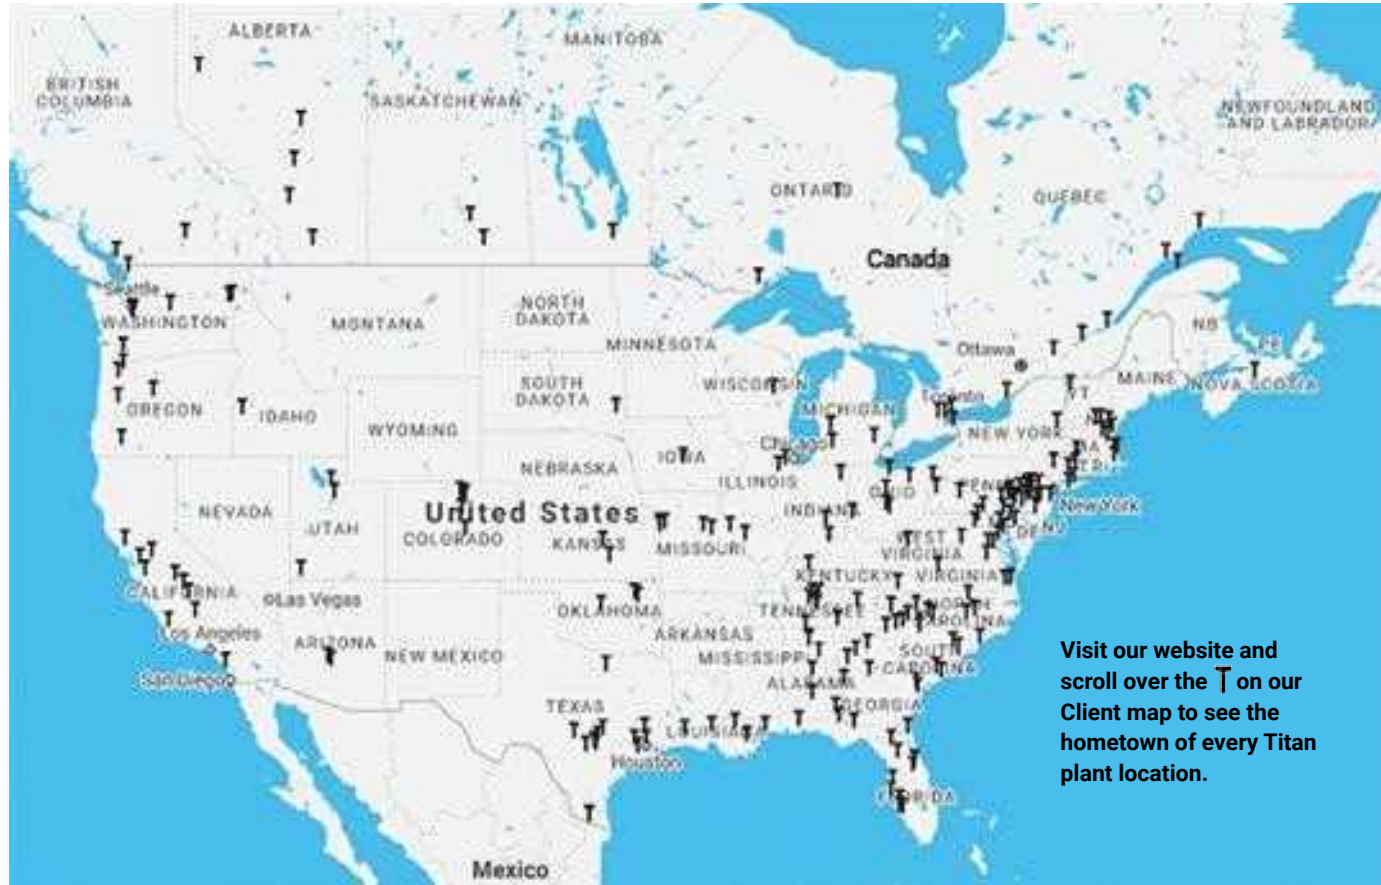 ALBERTA
MANITOBA
BRITISH
COLUMBIA
SASKATCHEWAN
NEWFOUNDLAND
AND LABRADOR
ONTARIO
QUEBEC
Canada
Seattle
WASHINGTON
MONTANA
NORTH
DAKOTA
MINNESOTA
NB
PE
Ottawa
SOUTH
DAKOTA
WISCONSIN
MICHIGAN
Toronto
VT
MAINE
NOVA SCOTIA
OREGON
IDAHO
WYOMING
NEW YORK
Chicago
IOWA
NEBRASKA
ILLINOIS
OHIO
NEVADA
United States
INDIANA
New York
UTAH
COLORADO
KANSAS
MISSOURI
WEST
VIRGINIA
DE
NJ
CALIFORNIA
Las Vegas
KENTUCKY
VIRGINIA
OKLAHOMA
TENNESSEE
NORTH
CAROLINA
Los Angeles
ARIZONA
NEW MEXICO
ARKANSAS
MISSISSIPPI
SOUTH
CAROLINA
San Diego
ALABAMA
TEXAS
GEORGIA
LOUISIANA
Houston
FLORIDA
Mexico
Visit our website and
scroll over the T on our
Client map to see the
hometown of every Titan
plant location.